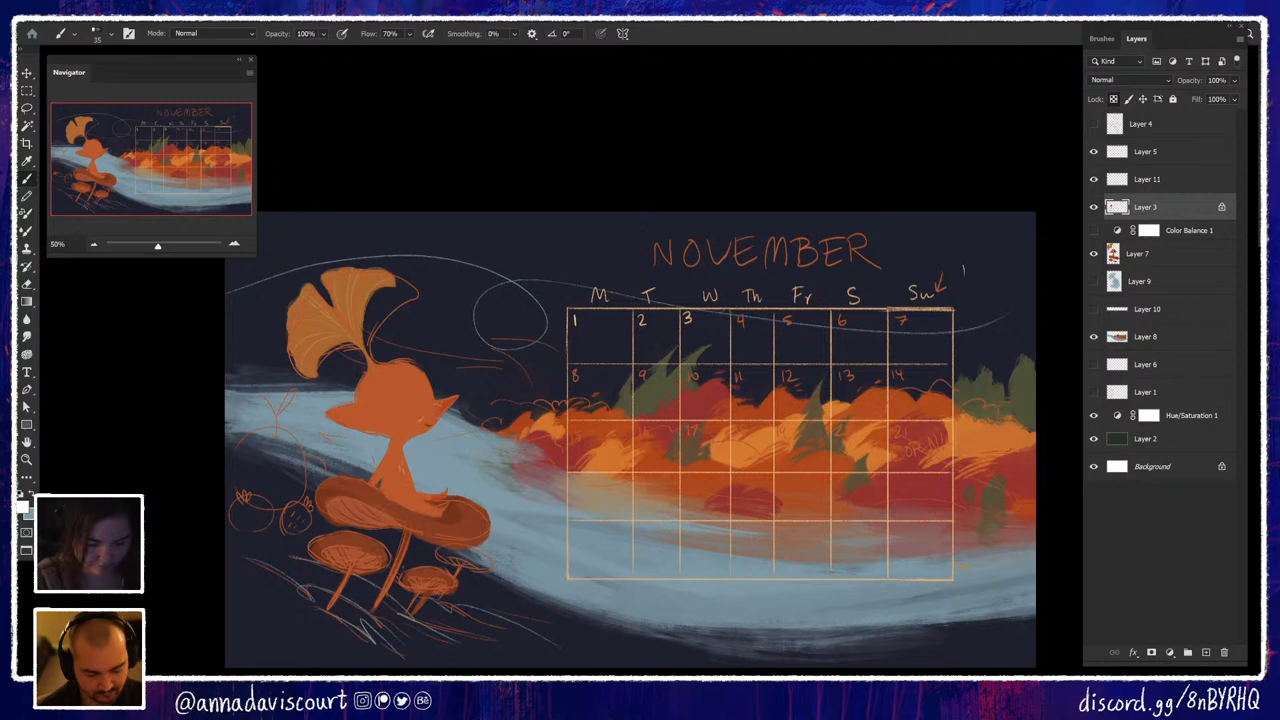 Mode: Normal Opacity: 100% Flow: 70% Smoothing: 0% 0°
35
Navigator
50%
Brushes Layers
Kind
Normal Opacity: 100%
Lock: Fill: 100%
Layer 4
Layer 5
Layer 11
Layer 3
Color Balance 1
Layer 7
Layer 9
Layer 10
Layer 8
Layer 6
Layer 1
Hue/Saturation 1
Layer 2
Background
NOVEMBER
M T W Th Fr S Su
1 2 3 4 5 6 7
8 9 10 11 12 13 14
21
@annadaviscourt
discord.gg/8nBYRHQ